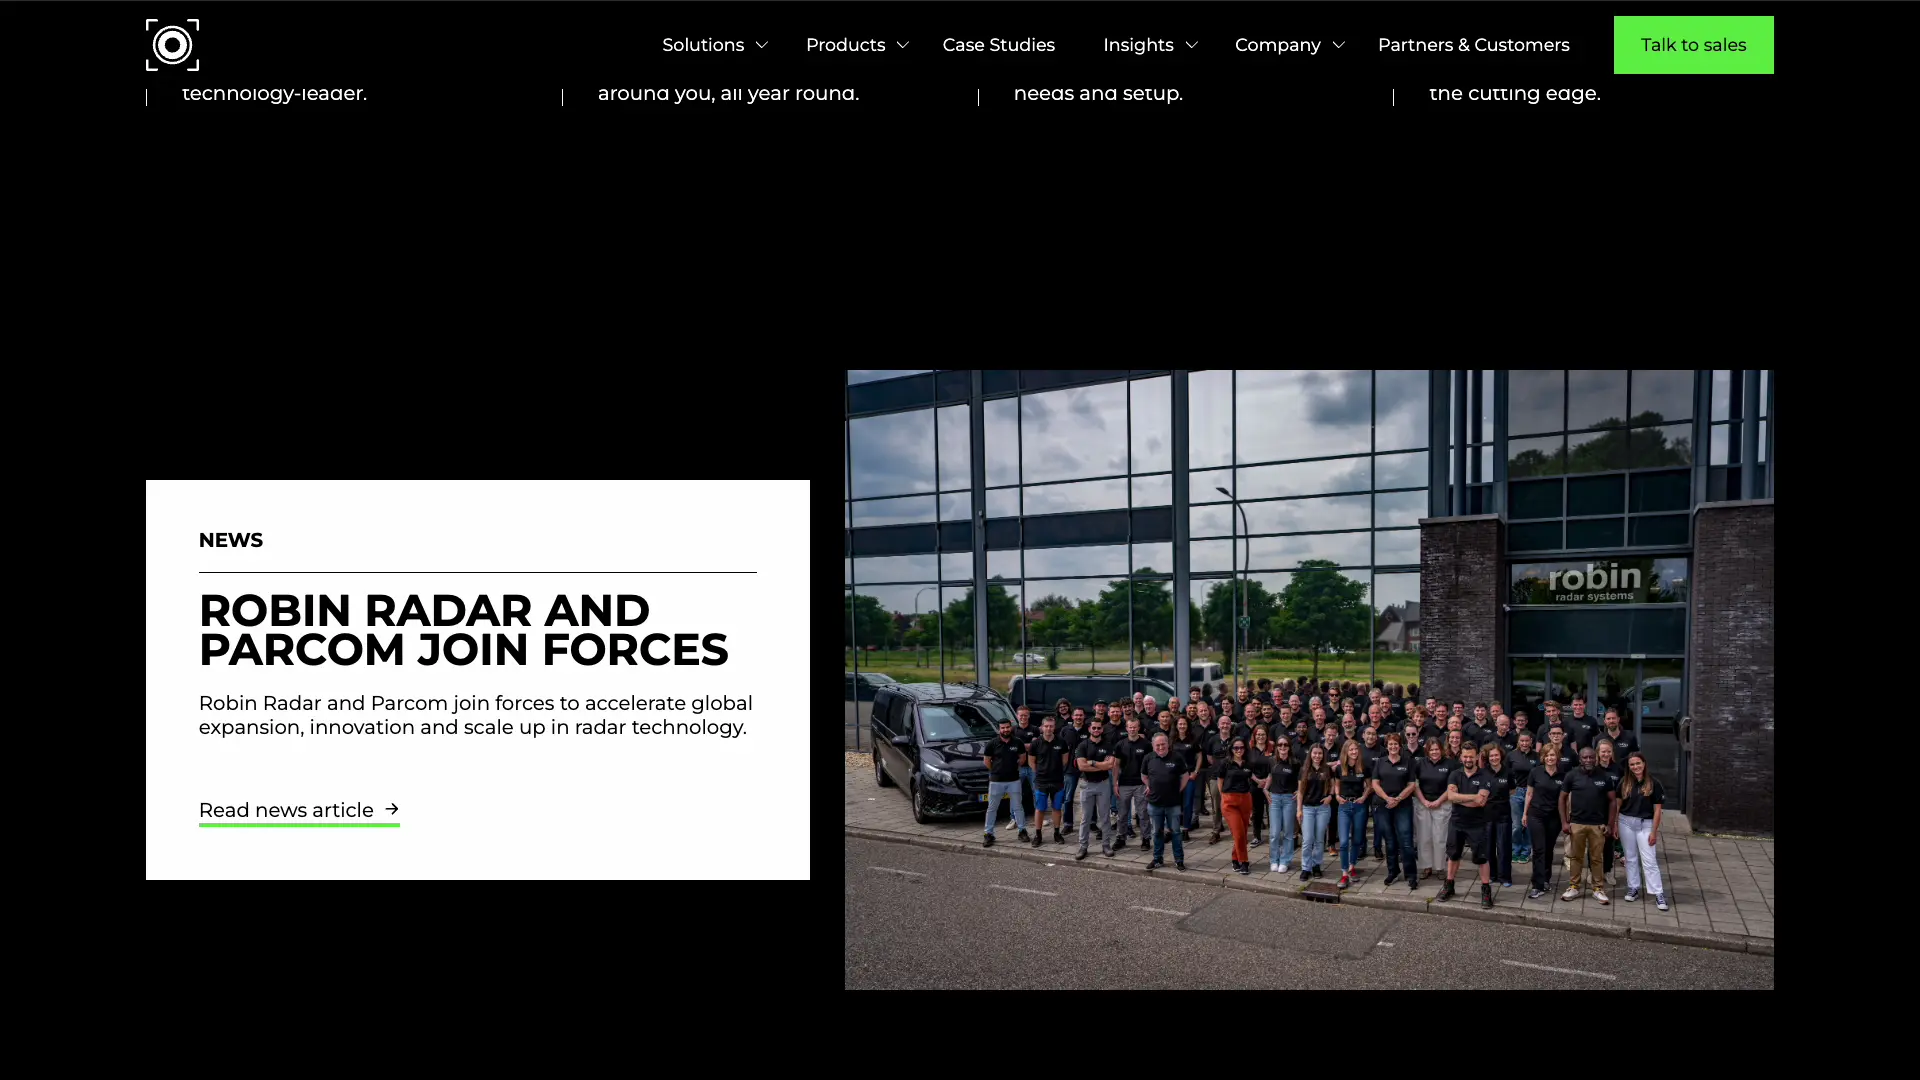 Solutions
Products
Case Studies
Insights
Company
Partners & Customers
Talk to sales
technology-leader.
around you, all year round.
needs and setup.
the cutting edge.
NEWS
ROBIN RADAR AND
PARCOM JOIN FORCES
Robin Radar and Parcom join forces to accelerate global
expansion, innovation and scale up in radar technology.
Read news article
robin
radar systems